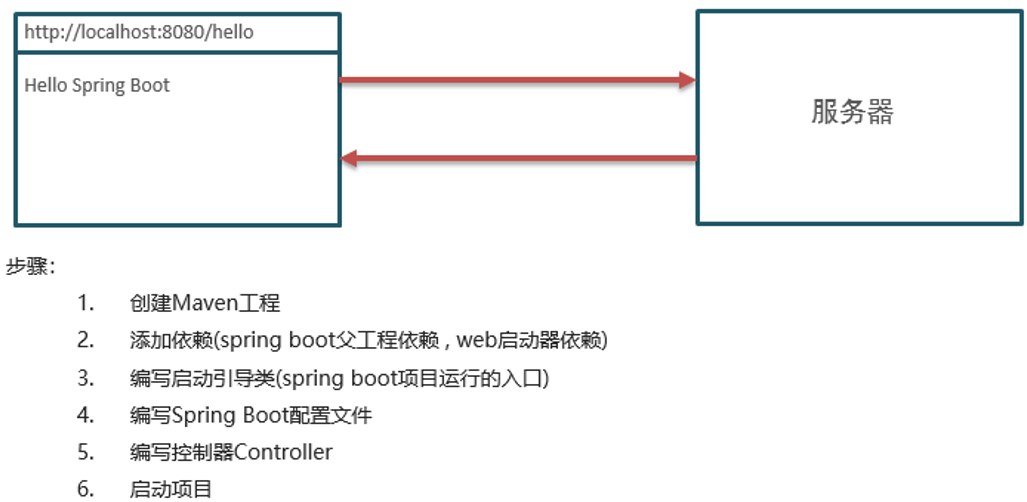 http://localhost:8080/hello
Hello Spring Boot
服务器
步骤：
1. 创建Maven工程
2. 添加依赖(spring boot父工程依赖 , web启动器依赖)
3. 编写启动引导类(spring boot项目运行的入口)
4. 编写Spring Boot配置文件
5. 编写控制器Controller
6. 启动项目